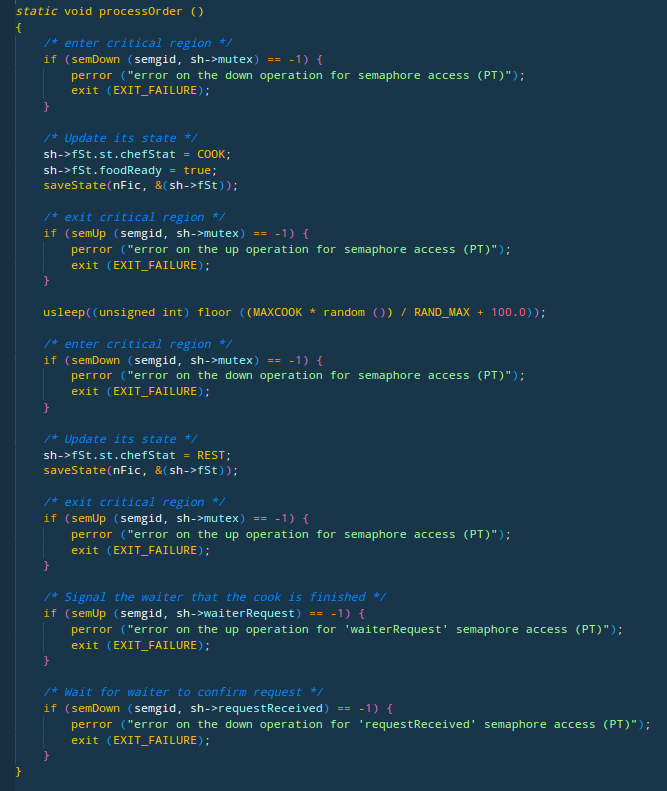 static void processOrder ()
{
    /* enter critical region */
    if (semDown (semgid, sh->mutex) == -1) {
        perror ("error on the down operation for semaphore access (PT)");
        exit (EXIT_FAILURE);
    }

    /* Update its state */
    sh->fSt.st.chefStat = COOK;
    sh->fSt.foodReady = true;
    saveState(nFic, &(sh->fSt));

    /* exit critical region */
    if (semUp (semgid, sh->mutex) == -1) {
        perror ("error on the up operation for semaphore access (PT)");
        exit (EXIT_FAILURE);
    }

    usleep((unsigned int) floor ((MAXCOOK * random ()) / RAND_MAX + 100.0));

    /* enter critical region */
    if (semDown (semgid, sh->mutex) == -1) {
        perror ("error on the down operation for semaphore access (PT)");
        exit (EXIT_FAILURE);
    }

    /* Update its state */
    sh->fSt.st.chefStat = REST;
    saveState(nFic, &(sh->fSt));

    /* exit critical region */
    if (semUp (semgid, sh->mutex) == -1) {
        perror ("error on the up operation for semaphore access (PT)");
        exit (EXIT_FAILURE);
    }

    /* Signal the waiter that the cook is finished */
    if (semUp (semgid, sh->waiterRequest) == -1) {
        perror ("error on the up operation for 'waiterRequest' semaphore access (PT)");
        exit (EXIT_FAILURE);
    }

    /* Wait for waiter to confirm request */
    if (semDown (semgid, sh->requestReceived) == -1) {
        perror ("error on the down operation for 'requestReceived' semaphore access (PT)");
        exit (EXIT_FAILURE);
    }
}